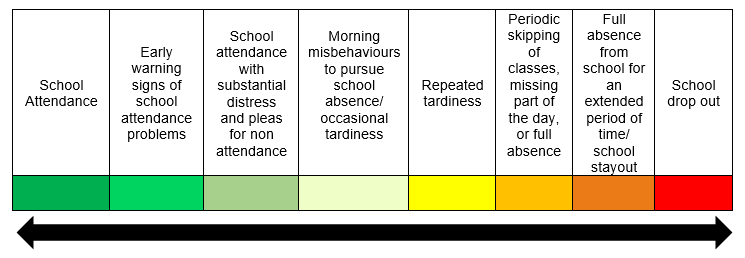 School
Attendance
Early
warning
signs of
school
attendance
problems
School
attendance
with
substantial
distress
and pleas
for non
attendance
Morning
misbehaviours
to pursue
school
absence/
occasional
tardiness
Repeated
tardiness
Periodic
skipping
of
classes,
missing
part of
the day,
or full
absence
Full
absence
from
school for
an
extended
period of
time/
school
stayout
School
drop out